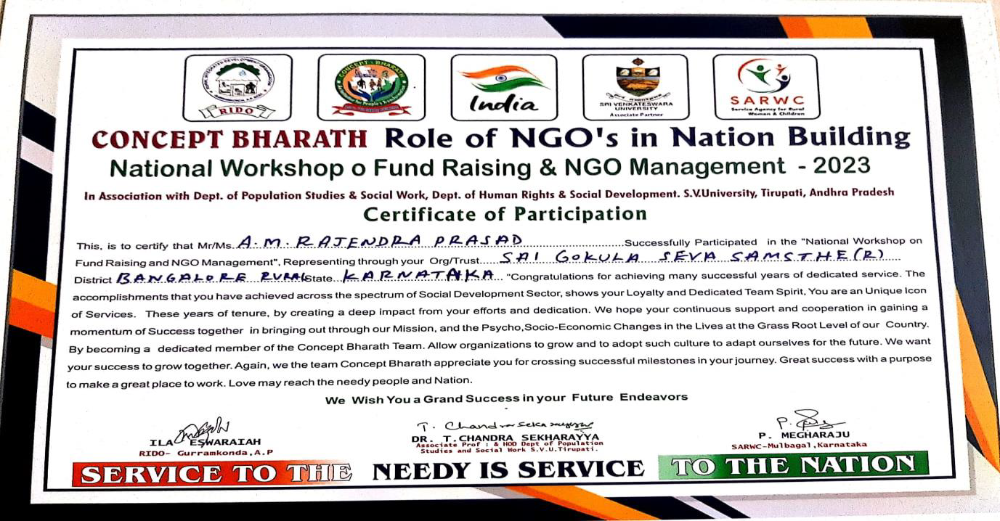 RIDO
CONCEPT - BHARATH
India
SRI VENKATESWARA
UNIVERSITY
Associate Partner
SARWC
Service Agency for Rural
Women & Children
CONCEPT BHARATH Role of NGO's in Nation Building
National Workshop o Fund Raising & NGO Management - 2023
In Association with Dept. of Population Studies & Social Work, Dept. of Human Rights & Social Development. S.V.University, Tirupati, Andhra Pradesh
Certificate of Participation
This, is to certify that Mr/Ms. A. M. RAJENDRA PRASAD Successfully Participated in the "National Workshop on
Fund Raising and NGO Management", Representing through your Org/Trust..... SAI GOKULA SEVA SAMSTHE (R)
District BANGALORE RURAL State... KARNATAKA ... "Congratulations for achieving many successful years of dedicated service. The
accomplishments that you have achieved across the spectrum of Social Development Sector, shows your Loyalty and Dedicated Team Spirit, You are an Unique Icon
of Services. These years of tenure, by creating a deep impact from your efforts and dedication. We hope your continuous support and cooperation in gaining a
momentum of Success together in bringing out through our Mission, and the Psycho,Socio-Economic Changes in the Lives at the Grass Root Level of our Country.
By becoming a dedicated member of the Concept Bharath Team. Allow organizations to grow and to adopt such culture to adapt ourselves for the future. We want
your success to grow together. Again, we the team Concept Bharath appreciate you for crossing successful milestones in your journey. Great success with a purpose
to make a great place to work. Love may reach the needy people and Nation.
We Wish You a Grand Success in your Future Endeavors
ILA ESWARAIAH
RIDO- Gurramkonda,A.P
T. Chandra
DR. T.CHANDRA SEKHARAYYA
Associate Prof : & HOD Dept of Population
Studies and Social Work S.V.U.Tirupati.
P. MEGHARAJU
SARWC-Mulbagal,Karnataka
SERVICE TO THE NEEDY IS SERVICE TO THE NATION